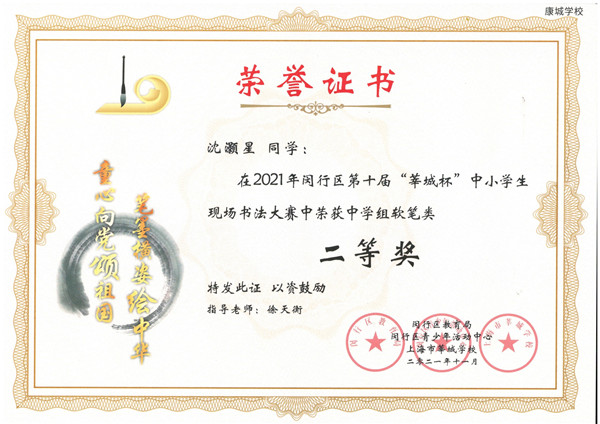 康城学校
荣誉证书
沈灏星 同学：
在2021年闵行区第十届“莘城杯”中小学生
现场书法大赛中荣获中学组软笔类
二等奖
特发此证 以资鼓励
指导老师：徐天衡
闵行区教育局
闵行区青少年活动中心
上海市莘城学校
二〇二一年十一月
童心向党颂祖国
笔墨横姿绘中华